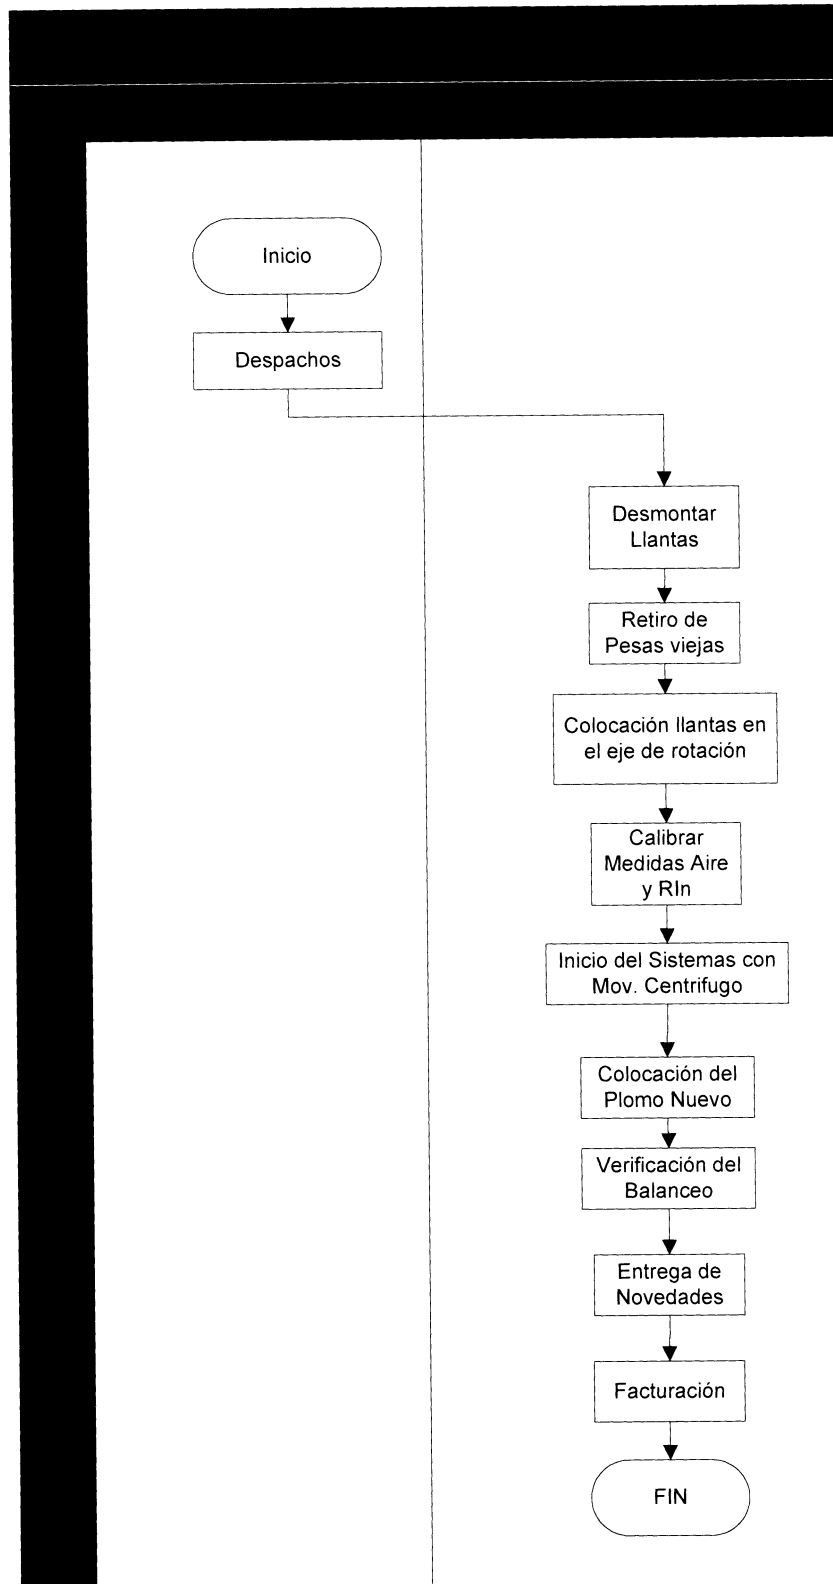 Inicio
Despachos
Desmontar
Llantas
Retiro de
Pesas viejas
Colocación llantas en
el eje de rotación
Calibrar
Medidas Aire
y RIn
Inicio del Sistemas con
Mov. Centrifugo
Colocación del
Plomo Nuevo
Verificación del
Balanceo
Entrega de
Novedades
Facturación
FIN